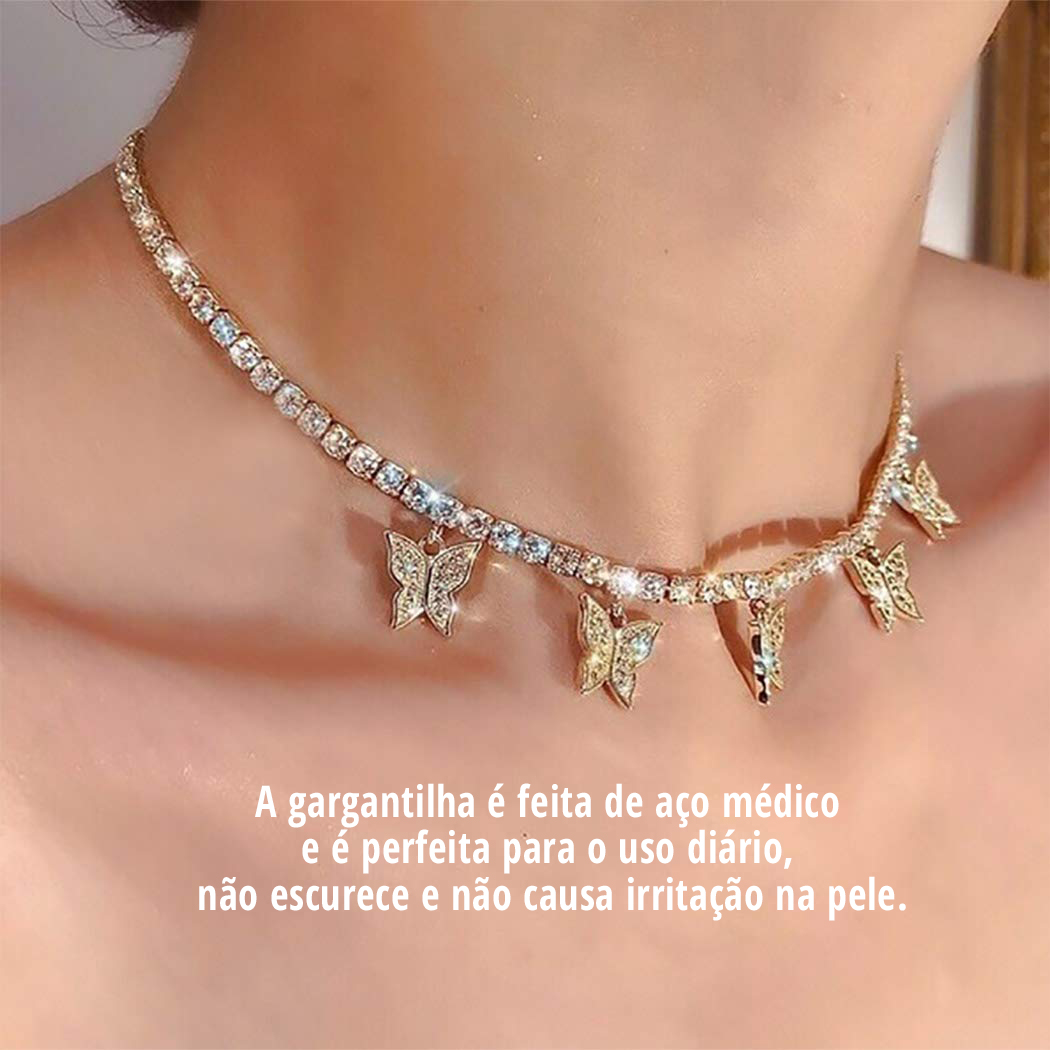 A gargantilha é feita de aço médico
e é perfeita para o uso diário,
não escurece e não causa irritação na pele.